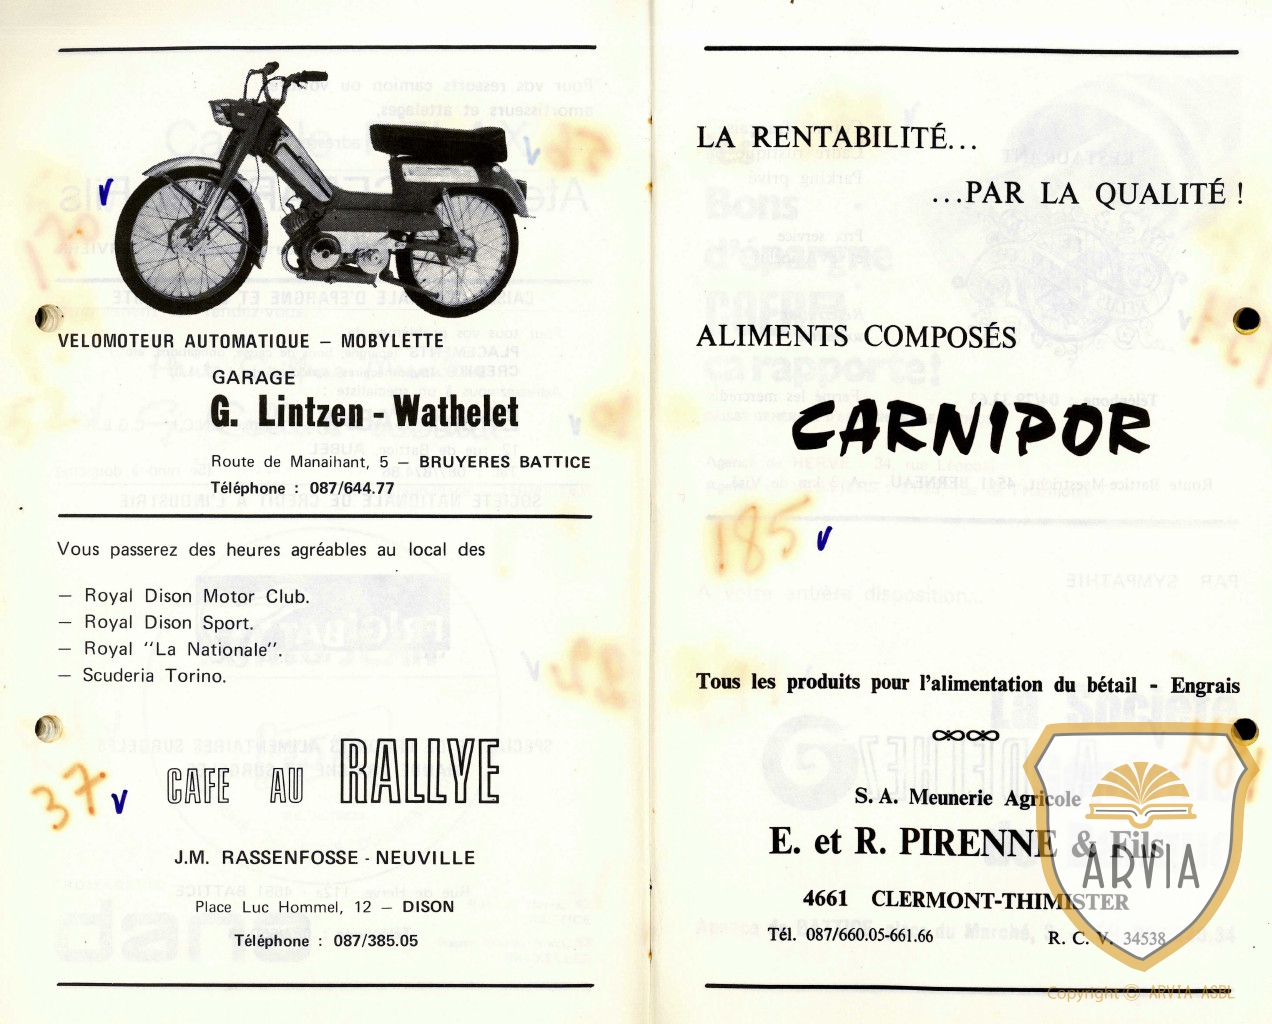 VELOMOTEUR AUTOMATIQUE – MOBYLETTE
GARAGE
G. Lintzen - Wathelet
Route de Manaihant, 5 – BRUYERES BATTICE
Téléphone : 087/644.77
Vous passerez des heures agréables au local des
– Royal Dison Motor Club.
– Royal Dison Sport.
– Royal "La Nationale".
– Scuderia Torino.
37
CAFE AU RALLYE
J.M. RASSENFOSSE - NEUVILLE
Place Luc Hommel, 12 – DISON
Téléphone : 087/385.05
LA RENTABILITÉ...
...PAR LA QUALITÉ !
ALIMENTS COMPOSÉS
CARNIPOR
185
Tous les produits pour l'alimentation du bétail - Engrais
S. A. Meunerie Agricole
E. et R. PIRENNE & Fils
4661 CLERMONT-THIMISTER
Tél. 087/660.05-661.66 R. C. V. 34538
ARVIA
Copyright © ARVIA ASBL